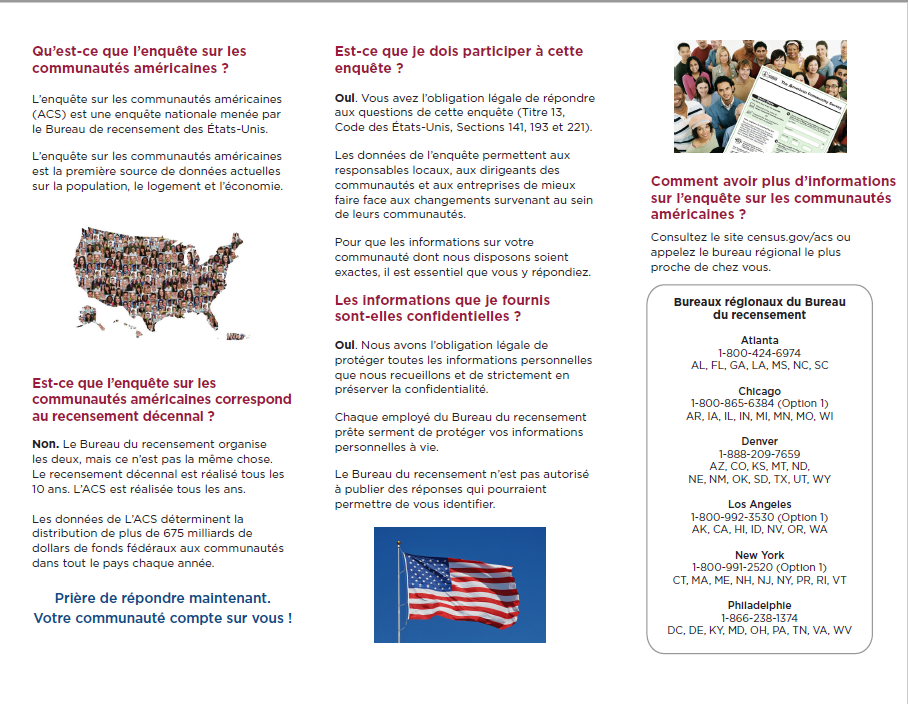 Qu’est-ce que l’enquête sur les
communautés américaines ?
L’enquête sur les communautés américaines
(ACS) est une enquête nationale menée par
le Bureau de recensement des États-Unis.
L’enquête sur les communautés américaines
est la première source de données actuelles
sur la population, le logement et l’économie.
Est-ce que l’enquête sur les
communautés américaines correspond
au recensement décennal ?
Non. Le Bureau du recensement organise
les deux, mais ce n’est pas la même chose.
Le recensement décennal est réalisé tous les
10 ans. L’ACS est réalisée tous les ans.
Les données de L’ACS déterminent la
distribution de plus de 675 milliards de
dollars de fonds fédéraux aux communautés
dans tout le pays chaque année.
Prière de répondre maintenant.
Votre communauté compte sur vous !
Est-ce que je dois participer à cette
enquête ?
Oui. Vous avez l’obligation légale de répondre
aux questions de cette enquête (Titre 13,
Code des États-Unis, Sections 141, 193 et 221).
Les données de l’enquête permettent aux
responsables locaux, aux dirigeants des
communautés et aux entreprises de mieux
faire face aux changements survenant au sein
de leurs communautés.
Pour que les informations sur votre
communauté dont nous disposons soient
exactes, il est essentiel que vous y répondiez.
Les informations que je fournis
sont-elles confidentielles ?
Oui. Nous avons l’obligation légale de
protéger toutes les informations personnelles
que nous recueillons et de strictement en
préserver la confidentialité.
Chaque employé du Bureau du recensement
prête serment de protéger vos informations
personnelles à vie.
Le Bureau du recensement n’est pas autorisé
à publier des réponses qui pourraient
permettre de vous identifier.
The American Community Survey
Comment avoir plus d’informations
sur l’enquête sur les communautés
américaines ?
Consultez le site census.gov/acs ou
appelez le bureau régional le plus
proche de chez vous.
Bureaux régionaux du Bureau
du recensement
Atlanta
1-800-424-6974
AL, FL, GA, LA, MS, NC, SC
Chicago
1-800-865-6384 (Option 1)
AR, IA, IL, IN, MI, MN, MO, WI
Denver
1-888-209-7659
AZ, CO, KS, MT, ND,
NE, NM, OK, SD, TX, UT, WY
Los Angeles
1-800-992-3530 (Option 1)
AK, CA, HI, ID, NV, OR, WA
New York
1-800-991-2520 (Option 1)
CT, MA, ME, NH, NJ, NY, PR, RI, VT
Philadelphie
1-866-238-1374
DC, DE, KY, MD, OH, PA, TN, VA, WV